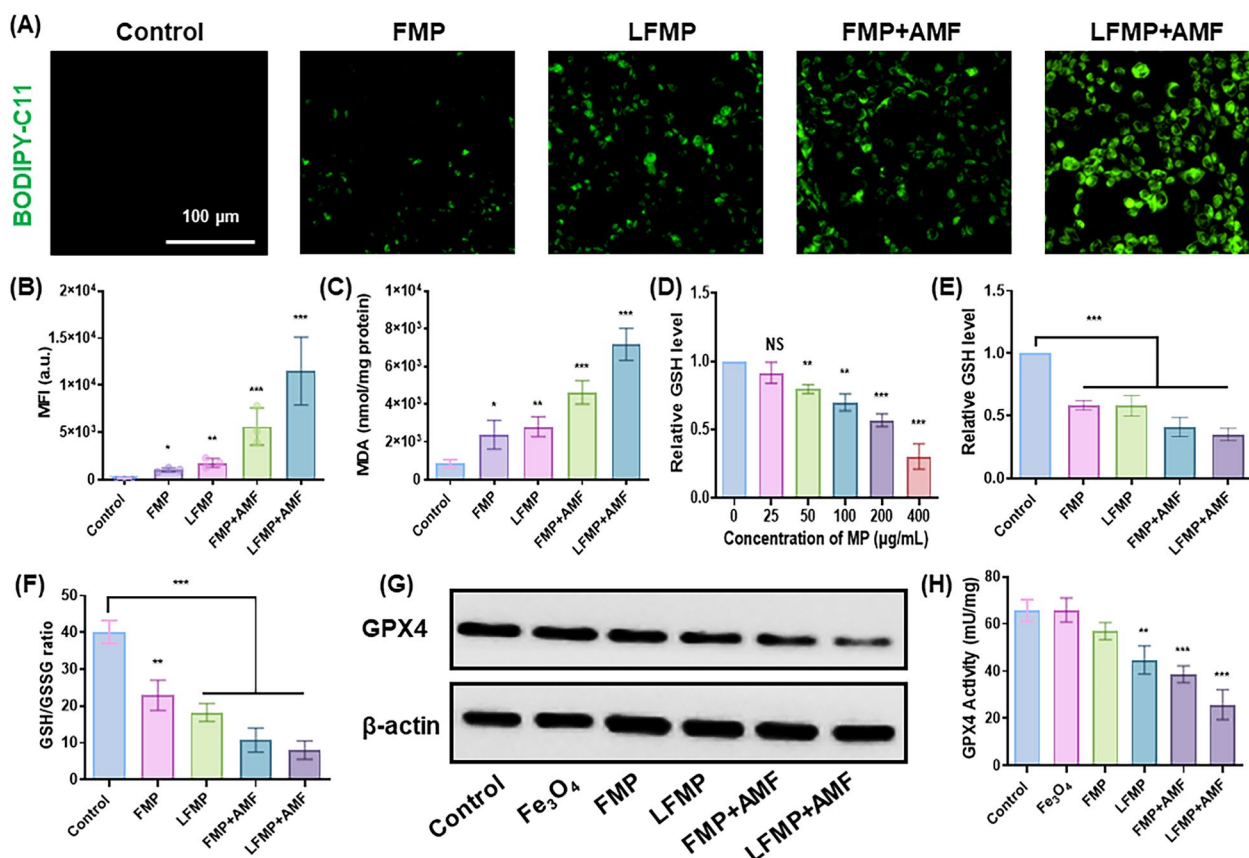 (A)
Control FMP LFMP FMP+AMF LFMP+AMF
BODIPY-C11
100 μm
(B)
MFI (a.u.)
2×10⁴
1.5×10⁴
1×10⁴
5×10³
0
* ** *** ***
Control FMP LFMP FMP+AMF LFMP+AMF
(C)
MDA (nmol/mg protein)
1×10⁴
8×10³
6×10³
4×10³
2×10³
0
* ** *** ***
Control FMP LFMP FMP+AMF LFMP+AMF
(D)
Relative GSH level
1.5
1.0
0.5
0.0
NS ** ** *** ***
0 25 50 100 200 400
Concentration of MP (μg/mL)
(E)
Relative GSH level
1.5
1.0
0.5
0.0
***
Control FMP LFMP FMP+AMF LFMP+AMF
(F)
GSH/GSSG ratio
50
40
30
20
10
0
***
**
Control FMP LFMP FMP+AMF LFMP+AMF
(G)
GPX4
β-actin
Control Fe₃O₄ FMP LFMP FMP+AMF LFMP+AMF
(H)
GPX4 Activity (mU/mg)
80
60
40
20
0
** *** ***
Control Fe₃O₄ FMP LFMP FMP+AMF LFMP+AMF